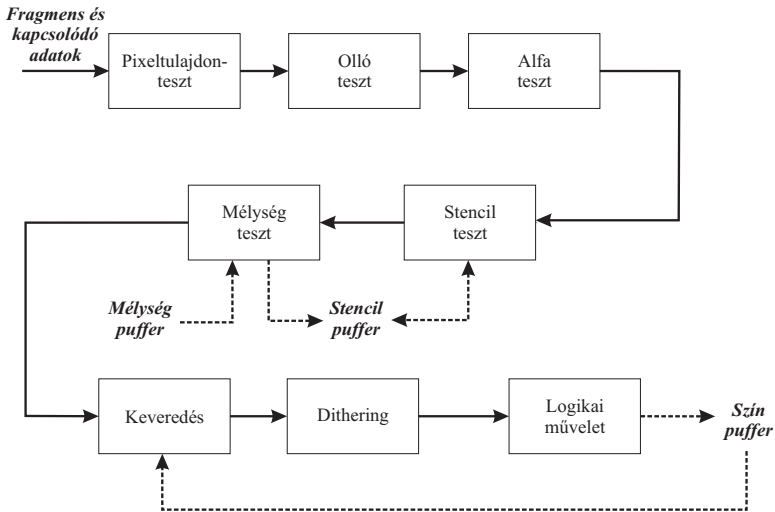 Fragmens és
kapcsolódó
adatok
Pixeltulajdon-
teszt
Olló
teszt
Alfa
teszt
Mélység
teszt
Stencil
teszt
Mélység
puffer
Stencil
puffer
Keveredés
Dithering
Logikai
művelet
Szín
puffer